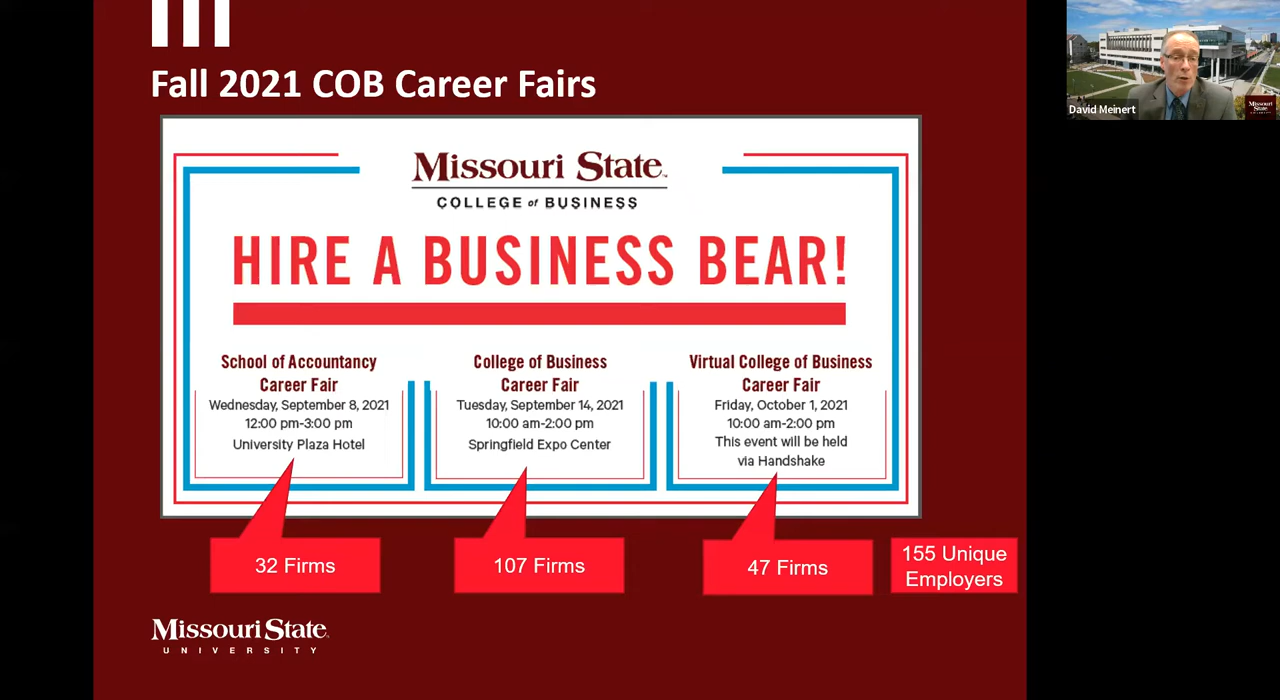 Fall 2021 COB Career Fairs
David Meinert
Missouri State
UNIVERSITY
Missouri State
COLLEGE of BUSINESS
HIRE A BUSINESS BEAR!
School of Accountancy
Career Fair
Wednesday, September 8, 2021
12:00 pm-3:00 pm
University Plaza Hotel
College of Business
Career Fair
Tuesday, September 14, 2021
10:00 am-2:00 pm
Springfield Expo Center
Virtual College of Business
Career Fair
Friday, October 1, 2021
10:00 am-2:00 pm
This event will be held
via Handshake
32 Firms
107 Firms
47 Firms
155 Unique
Employers
Missouri State
UNIVERSITY